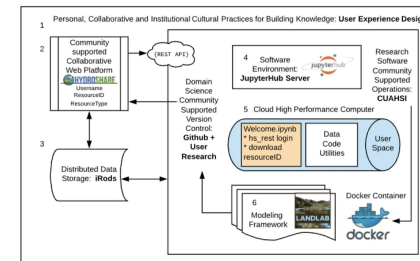 Personal, Collaborative and Institutional Cultural Practices for Building Knowledge: User Experience Desig
1
2
Community
supported
Collaborative
Web Platform
HYDROSHARE
Username
ResourceID
ResourceType
{REST API}
3
Distributed Data
Storage: iRods
Domain
Science
Community
Supported
Version
Control:
Github +
User
Research
4
Software
Environment:
JupyterHub Server
jupyterhub
Research
Software
Community
Supported
Operations:
CUAHSI
5 Cloud High Performance Computer
Welcome.ipynb
* hs_rest login
* download
resourceID
Data
Code
Utilities
User
Space
6
Modeling
Framework
LANDLAB
Docker Container
docker